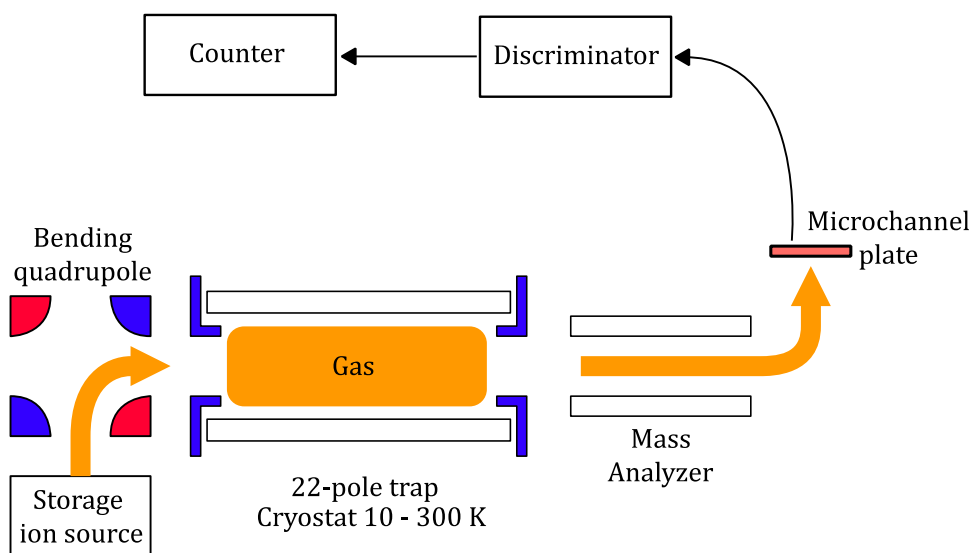 Counter
Discriminator
Microchannel
plate
Bending
quadrupole
Gas
Mass
Analyzer
22-pole trap
Cryostat 10 - 300 K
Storage
ion source